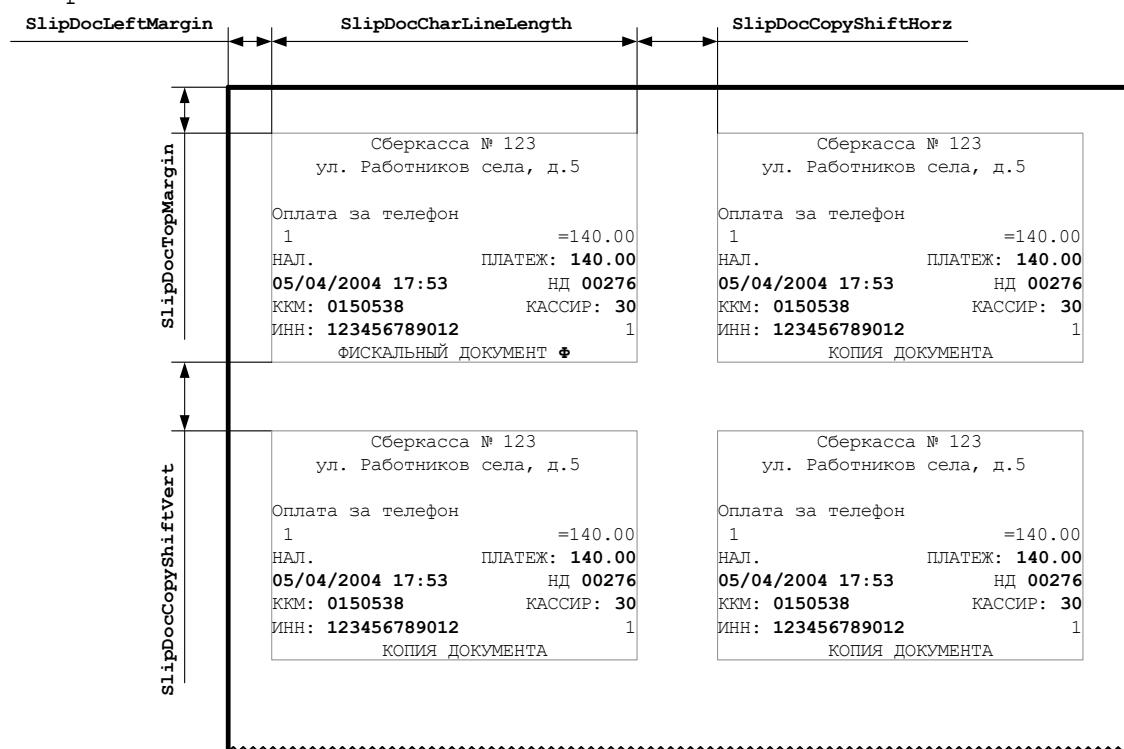 SlipDocLeftMargin SlipDocCharLineLength SlipDocCopyShiftHorz
SlipDocTopMargin
Сберкасса № 123
ул. Работников села, д.5
Оплата за телефон
1 =140.00
НАЛ. ПЛАТЕЖ: 140.00
05/04/2004 17:53 НД 00276
ККМ: 0150538 КАССИР: 30
ИНН: 123456789012 1
ФИСКАЛЬНЫЙ ДОКУМЕНТ Ф
Сберкасса № 123
ул. Работников села, д.5
Оплата за телефон
1 =140.00
НАЛ. ПЛАТЕЖ: 140.00
05/04/2004 17:53 НД 00276
ККМ: 0150538 КАССИР: 30
ИНН: 123456789012 1
КОПИЯ ДОКУМЕНТА
SlipDocCopyShiftVert
Сберкасса № 123
ул. Работников села, д.5
Оплата за телефон
1 =140.00
НАЛ. ПЛАТЕЖ: 140.00
05/04/2004 17:53 НД 00276
ККМ: 0150538 КАССИР: 30
ИНН: 123456789012 1
КОПИЯ ДОКУМЕНТА
Сберкасса № 123
ул. Работников села, д.5
Оплата за телефон
1 =140.00
НАЛ. ПЛАТЕЖ: 140.00
05/04/2004 17:53 НД 00276
ККМ: 0150538 КАССИР: 30
ИНН: 123456789012 1
КОПИЯ ДОКУМЕНТА